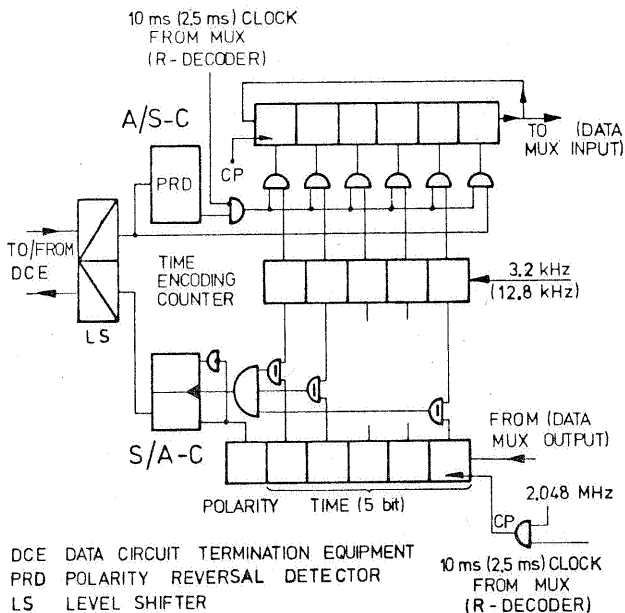 10 ms (2,5 ms) CLOCK
FROM MUX
(R-DECODER)
A/S-C
CP
TO (DATA
MUX INPUT)
PRD
TO/FROM
DCE
TIME
ENCODING
COUNTER
3.2 kHz
(12.8 kHz)
LS
S/A-C
FROM (DATA
MUX OUTPUT)
POLARITY TIME (5 bit)
2,048 MHz
CP
DCE DATA CIRCUIT TERMINATION EQUIPMENT
PRD POLARITY REVERSAL DETECTOR
LS LEVEL SHIFTER
10 ms (2,5 ms) CLOCK
FROM MUX
(R-DECODER)